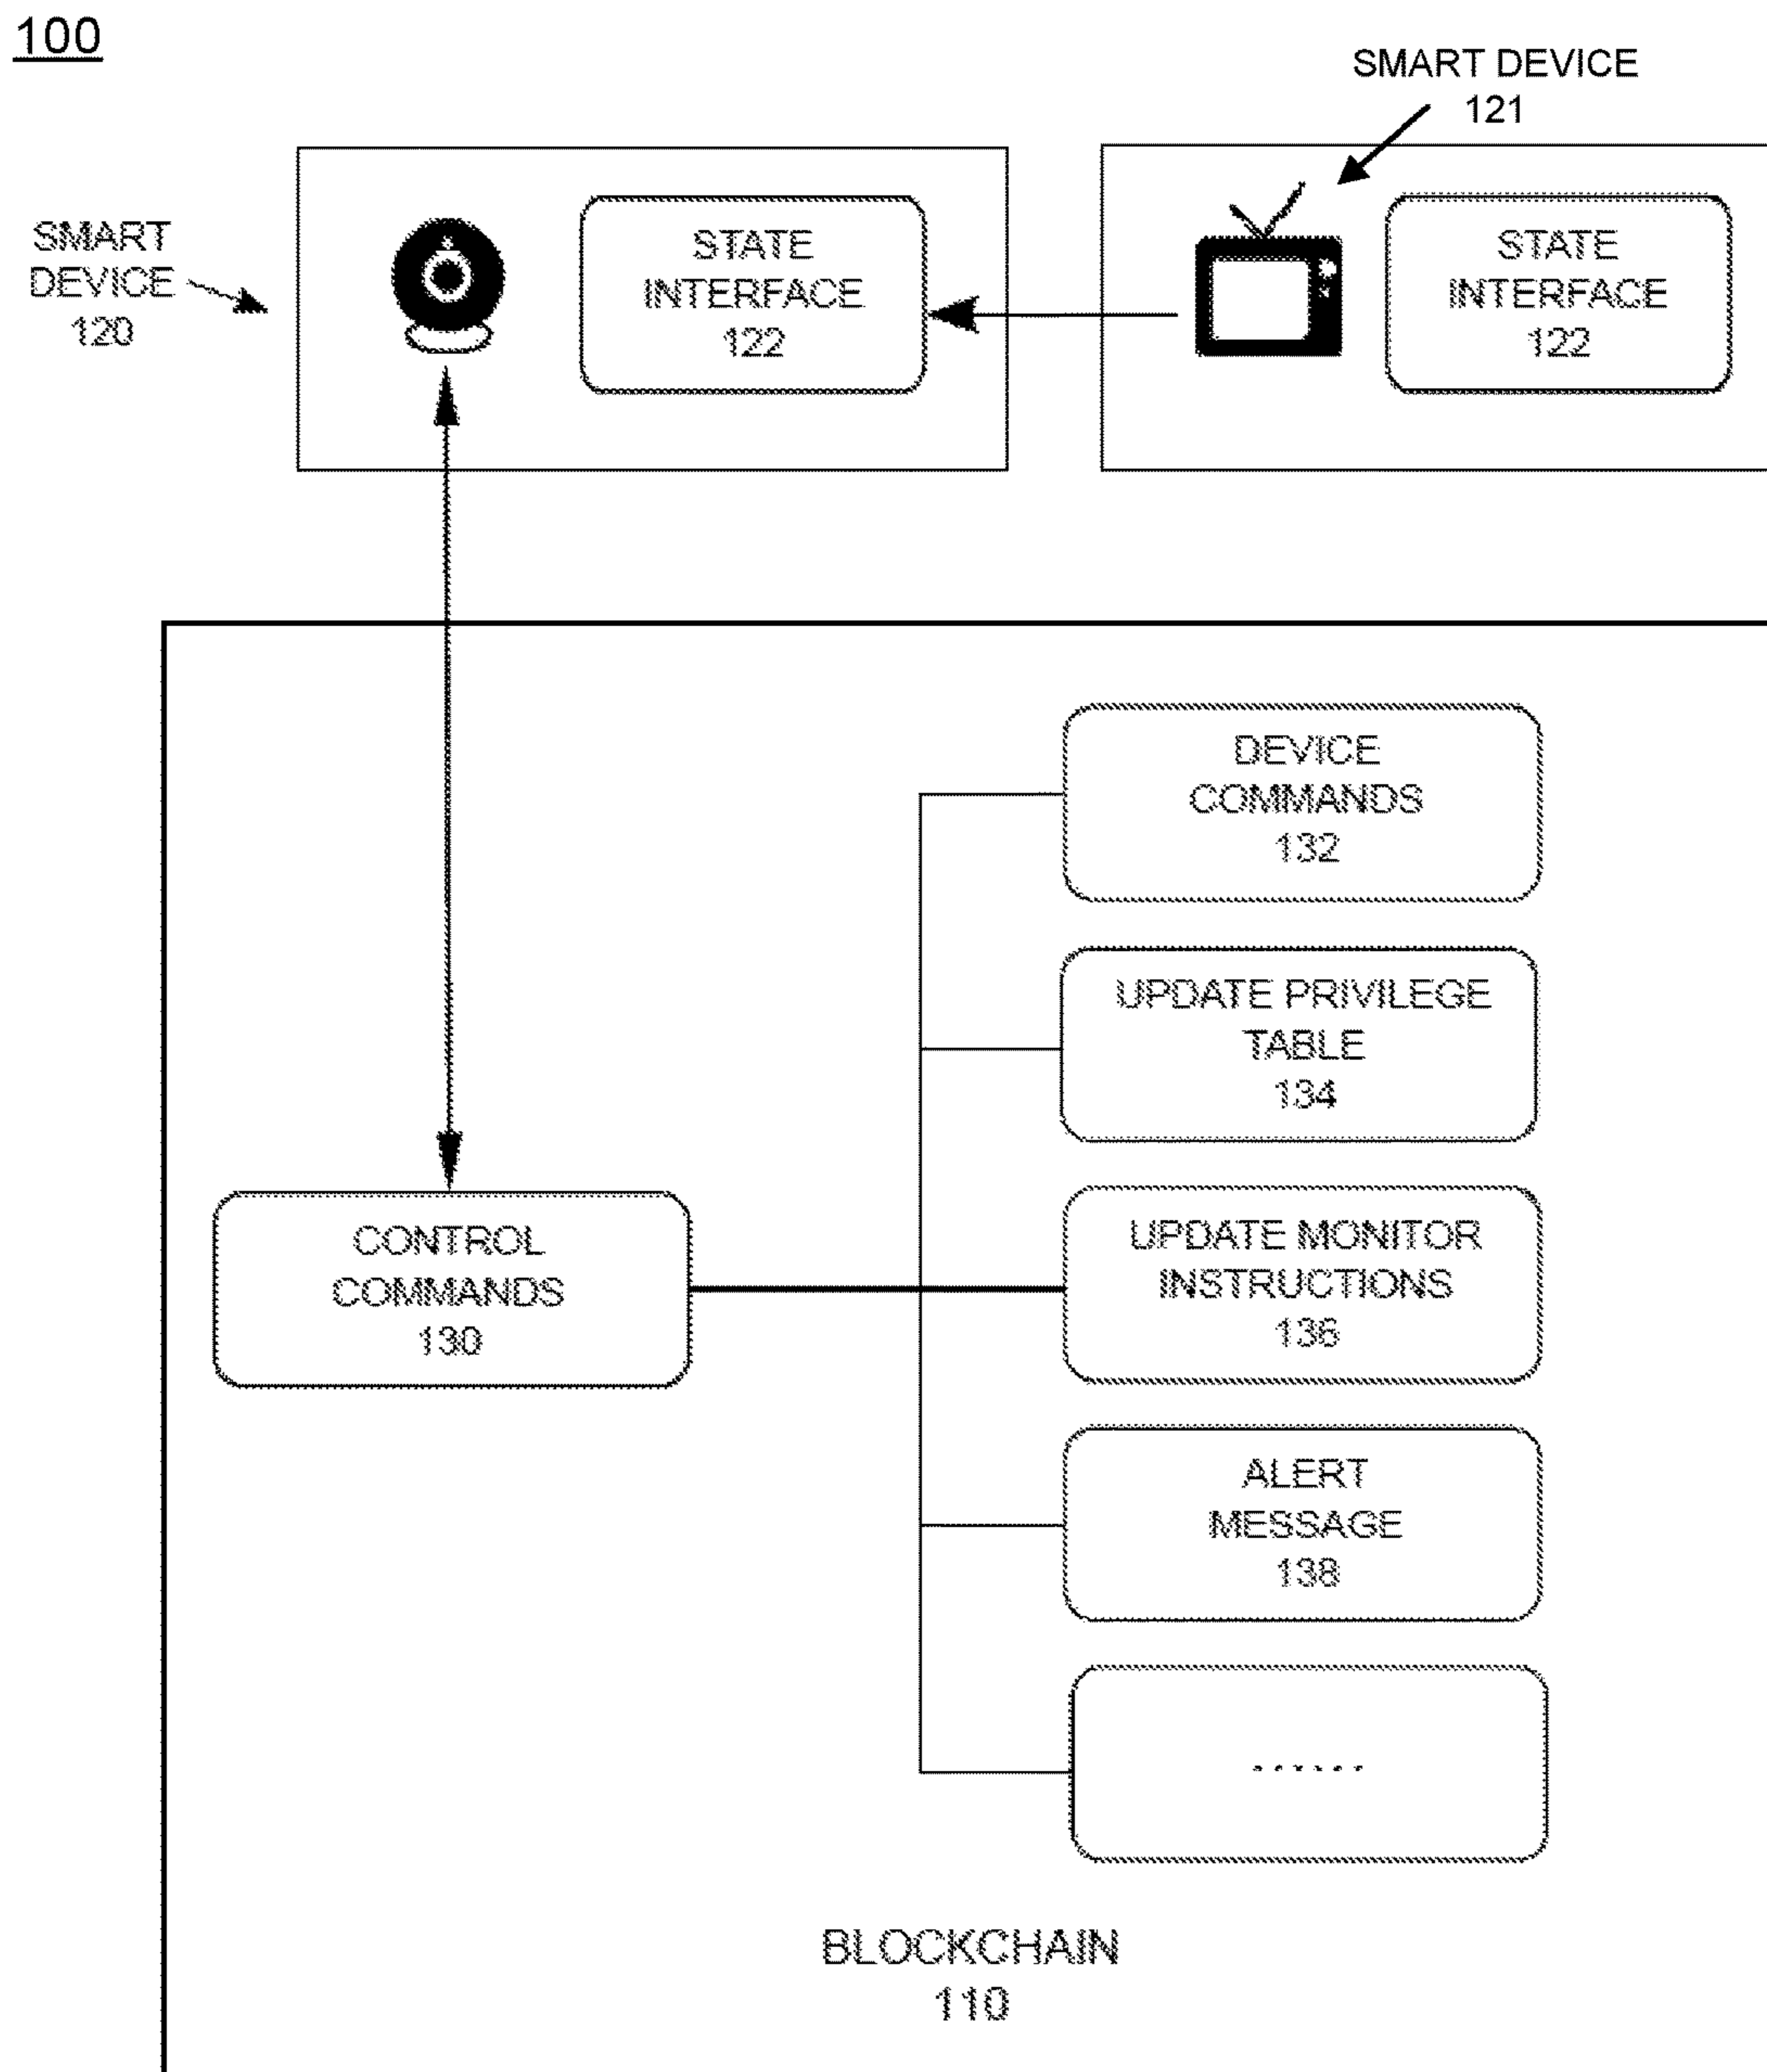 100
SMART DEVICE
121
SMART
DEVICE
120
STATE
INTERFACE
122
STATE
INTERFACE
122
DEVICE
COMMANDS
132
UPDATE PRIVILEGE
TABLE
134
CONTROL
COMMANDS
130
UPDATE MONITOR
INSTRUCTIONS
136
ALERT
MESSAGE
138
......
BLOCKCHAIN
110